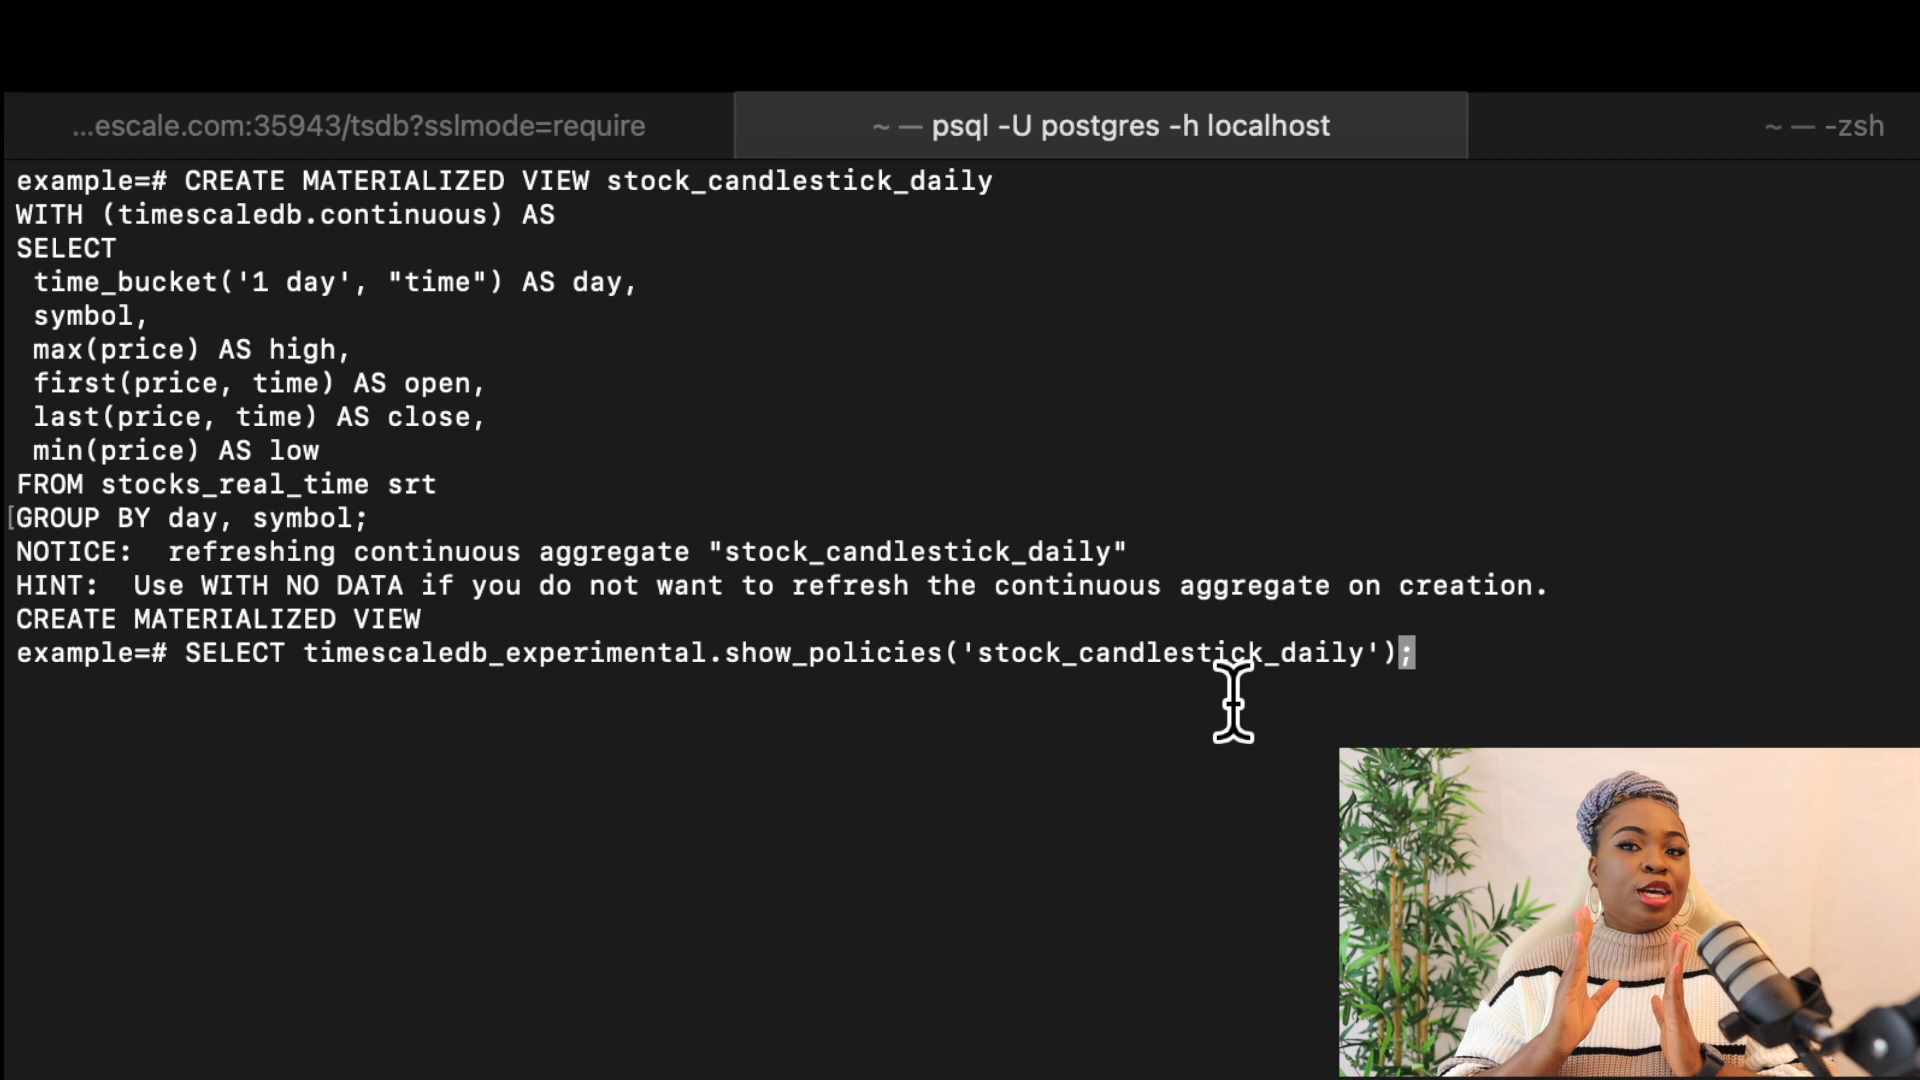 ...escale.com:35943/tsdb?sslmode=require
~ — psql -U postgres -h localhost
~ — -zsh
example=# CREATE MATERIALIZED VIEW stock_candlestick_daily
WITH (timescaledb.continuous) AS
SELECT
 time_bucket('1 day', "time") AS day,
 symbol,
 max(price) AS high,
 first(price, time) AS open,
 last(price, time) AS close,
 min(price) AS low
FROM stocks_real_time srt
[GROUP BY day, symbol;
NOTICE:  refreshing continuous aggregate "stock_candlestick_daily"
HINT:  Use WITH NO DATA if you do not want to refresh the continuous aggregate on creation.
CREATE MATERIALIZED VIEW
example=# SELECT timescaledb_experimental.show_policies('stock_candlestick_daily');